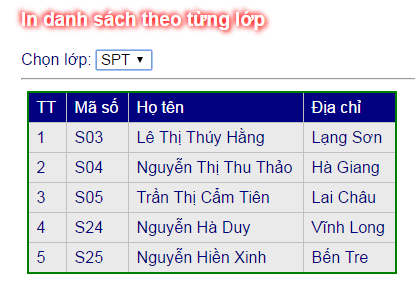 In danh sách theo từng lớp
Chọn lớp: SPT
TT Mã số Họ tên Địa chỉ
1 S03 Lê Thị Thúy Hằng Lạng Sơn
2 S04 Nguyễn Thị Thu Thảo Hà Giang
3 S05 Trần Thị Cẩm Tiên Lai Châu
4 S24 Nguyễn Hà Duy Vĩnh Long
5 S25 Nguyễn Hiền Xinh Bến Tre